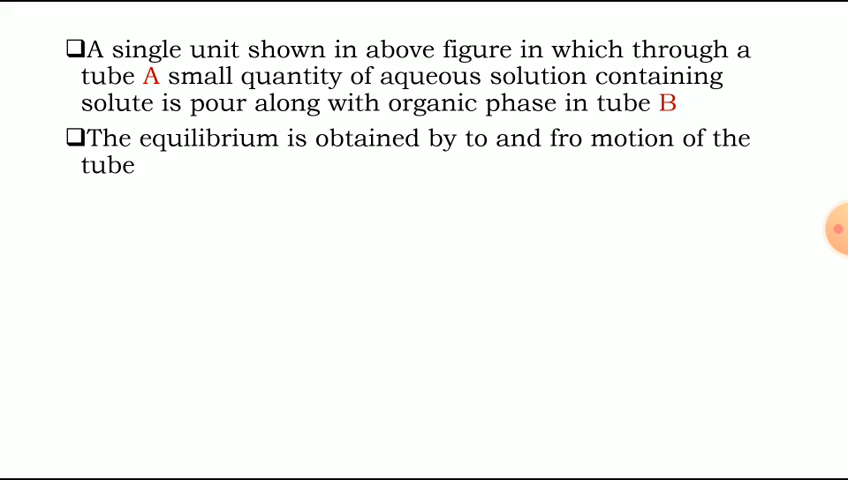 ❑A single unit shown in above figure in which through a
tube A small quantity of aqueous solution containing
solute is pour along with organic phase in tube B
❑The equilibrium is obtained by to and fro motion of the
tube